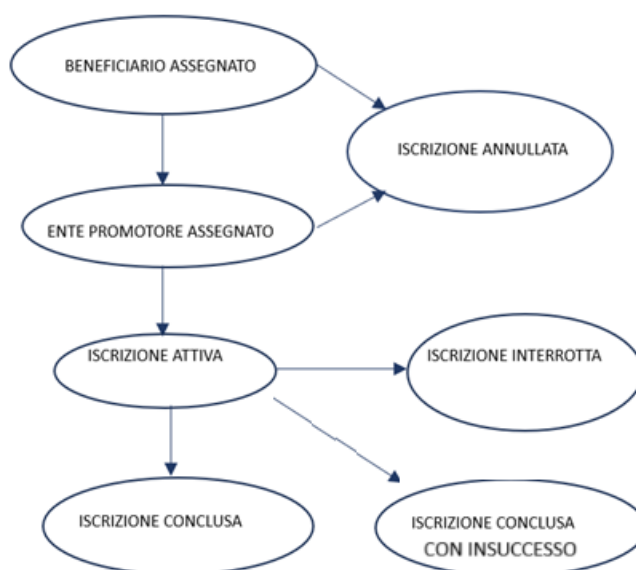 BENEFICIARIO ASSEGNATO
ISCRIZIONE ANNULLATA
ENTE PROMOTORE ASSEGNATO
ISCRIZIONE ATTIVA
ISCRIZIONE INTERROTTA
ISCRIZIONE CONCLUSA
ISCRIZIONE CONCLUSA
CON INSUCCESSO